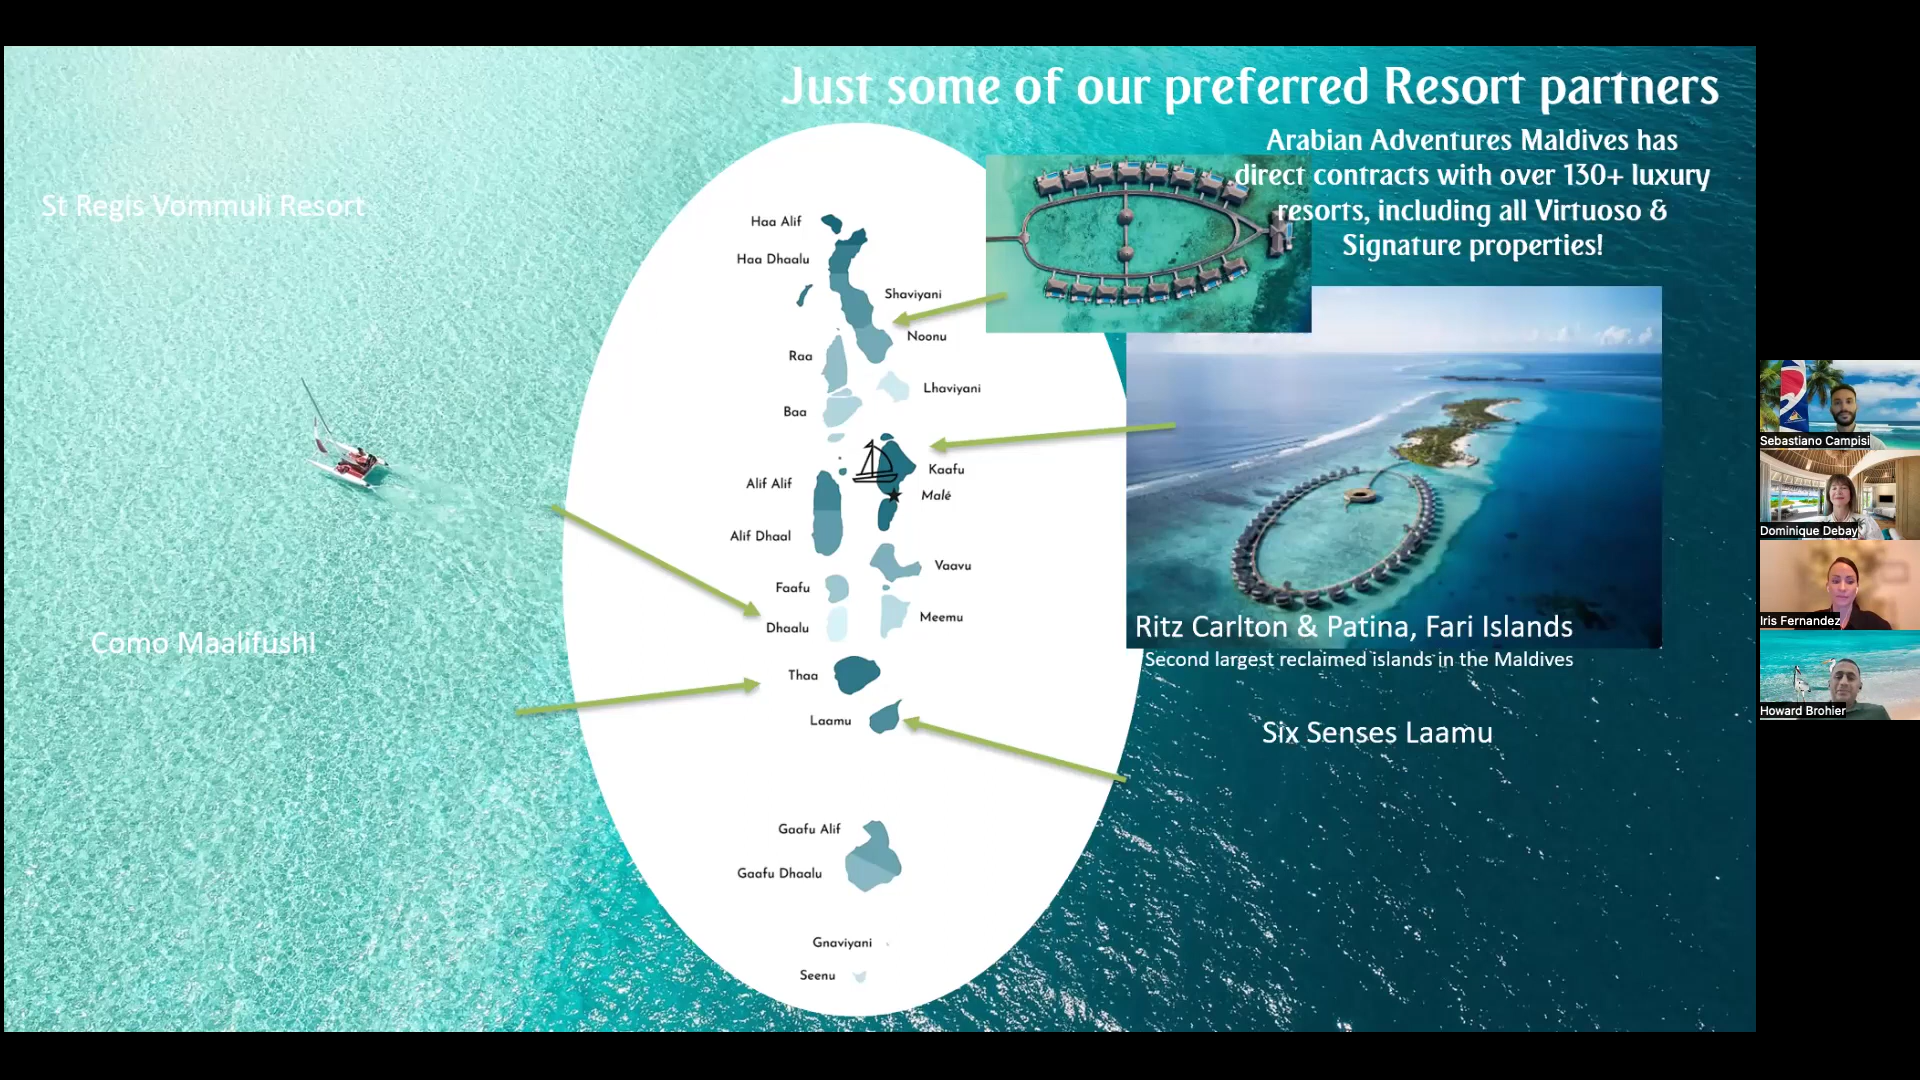 Just some of our preferred Resort partners
Arabian Adventures Maldives has
direct contracts with over 130+ luxury
resorts, including all Virtuoso &
Signature properties!
St Regis Vommuli Resort
Haa Alif
Haa Dhaalu
Shaviyani
Noonu
Raa
Lhaviyani
Baa
Kaafu
Alif Alif
Malé
Alif Dhaal
Vaavu
Faafu
Meemu
Dhaalu
Thaa
Laamu
Gaafu Alif
Gaafu Dhaalu
Gnaviyani
Seenu
Como Maalifushi
Ritz Carlton & Patina, Fari Islands
Second largest reclaimed islands in the Maldives
Six Senses Laamu
Sebastiano Campisi
Dominique Debay
Iris Fernandez
Howard Brohier